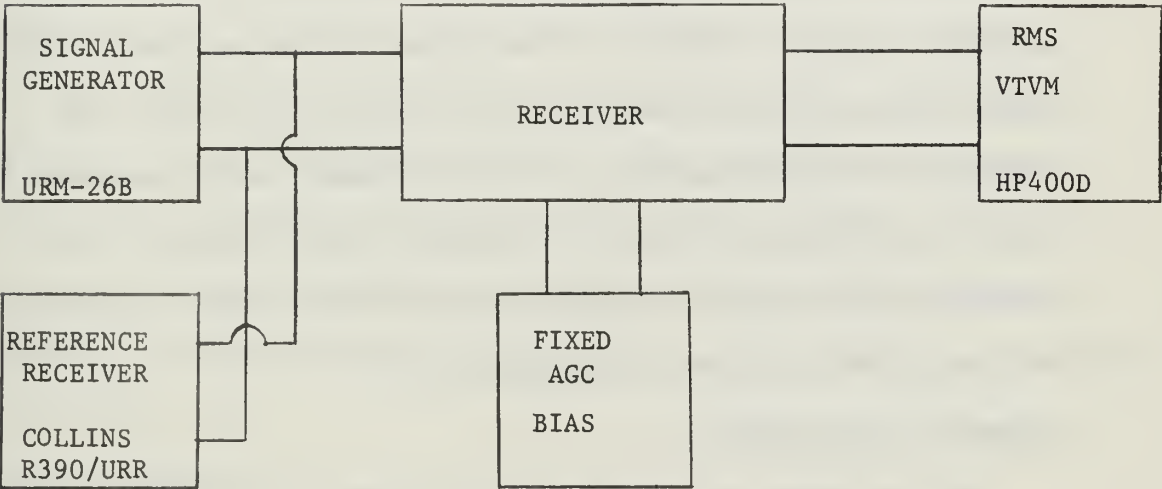 SIGNAL
GENERATOR
URM-26B
RECEIVER
RMS
VTVM
HP400D
REFERENCE
RECEIVER
COLLINS
R390/URR
FIXED
AGC
BIAS